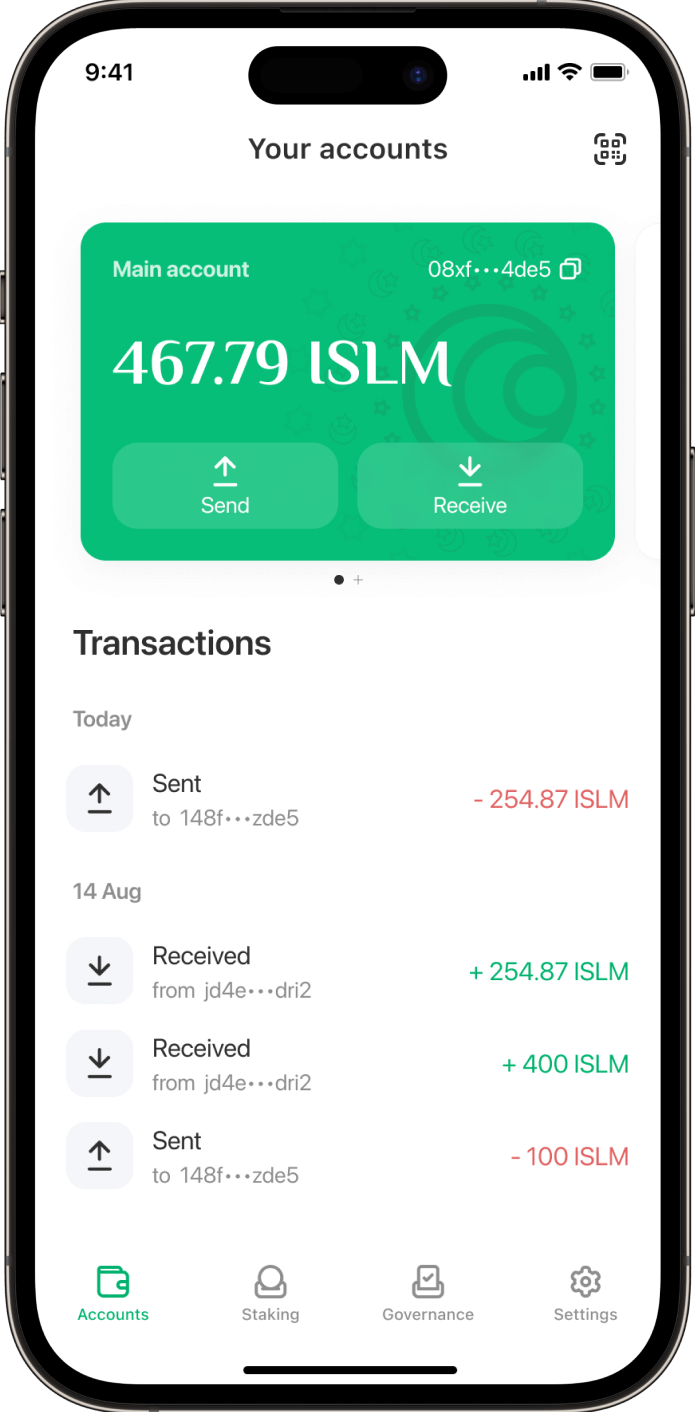 9:41
Your accounts
Main account
08xf•••4de5
467.79 ISLM
Send
Receive
Transactions
Today
Sent
to 148f•••zde5
- 254.87 ISLM
14 Aug
Received
from jd4e•••dri2
+ 254.87 ISLM
Received
from jd4e•••dri2
+ 400 ISLM
Sent
to 148f•••zde5
- 100 ISLM
Accounts
Staking
Governance
Settings